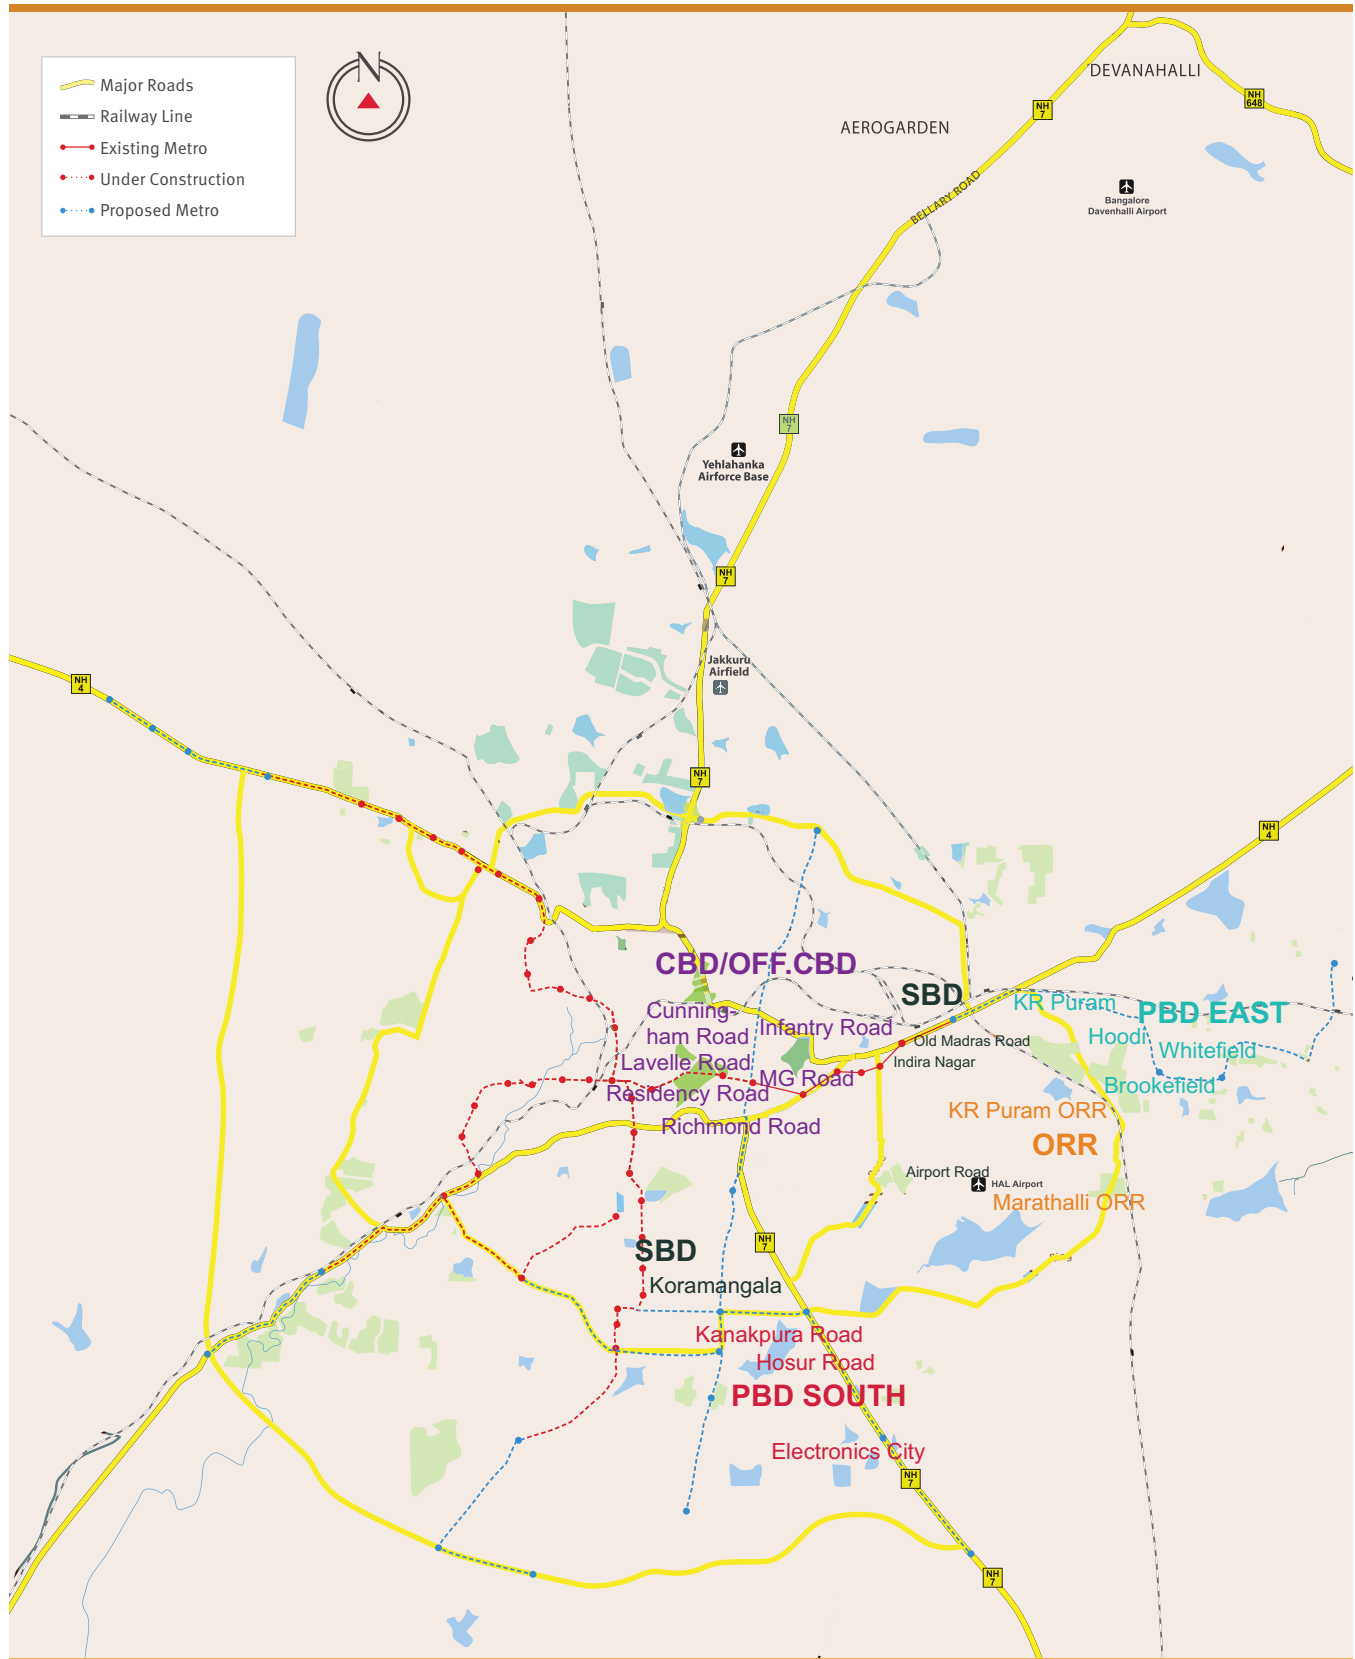 Major Roads
Railway Line
Existing Metro
Under Construction
Proposed Metro
N
DEVANAHALLI
NH
648
NH
7
AEROGARDEN
BELLARY ROAD
Bangalore
Davenhalli Airport
NH
7
Yehlahanka
Airforce Base
NH
7
Jakkuru
Airfield
NH
4
NH
7
NH
4
CBD/OFF.CBD
SBD
Cunning-
ham Road
Infantry Road
KR Puram
PBD EAST
Old Madras Road
Hoodi
Whitefield
Lavelle Road
Indira Nagar
MG Road
Brookefield
Residency Road
KR Puram ORR
Richmond Road
ORR
Airport Road
HAL Airport
Marathalli ORR
SBD
NH
7
Koramangala
Kanakpura Road
Hosur Road
PBD SOUTH
Electronics City
NH
7
NH
7